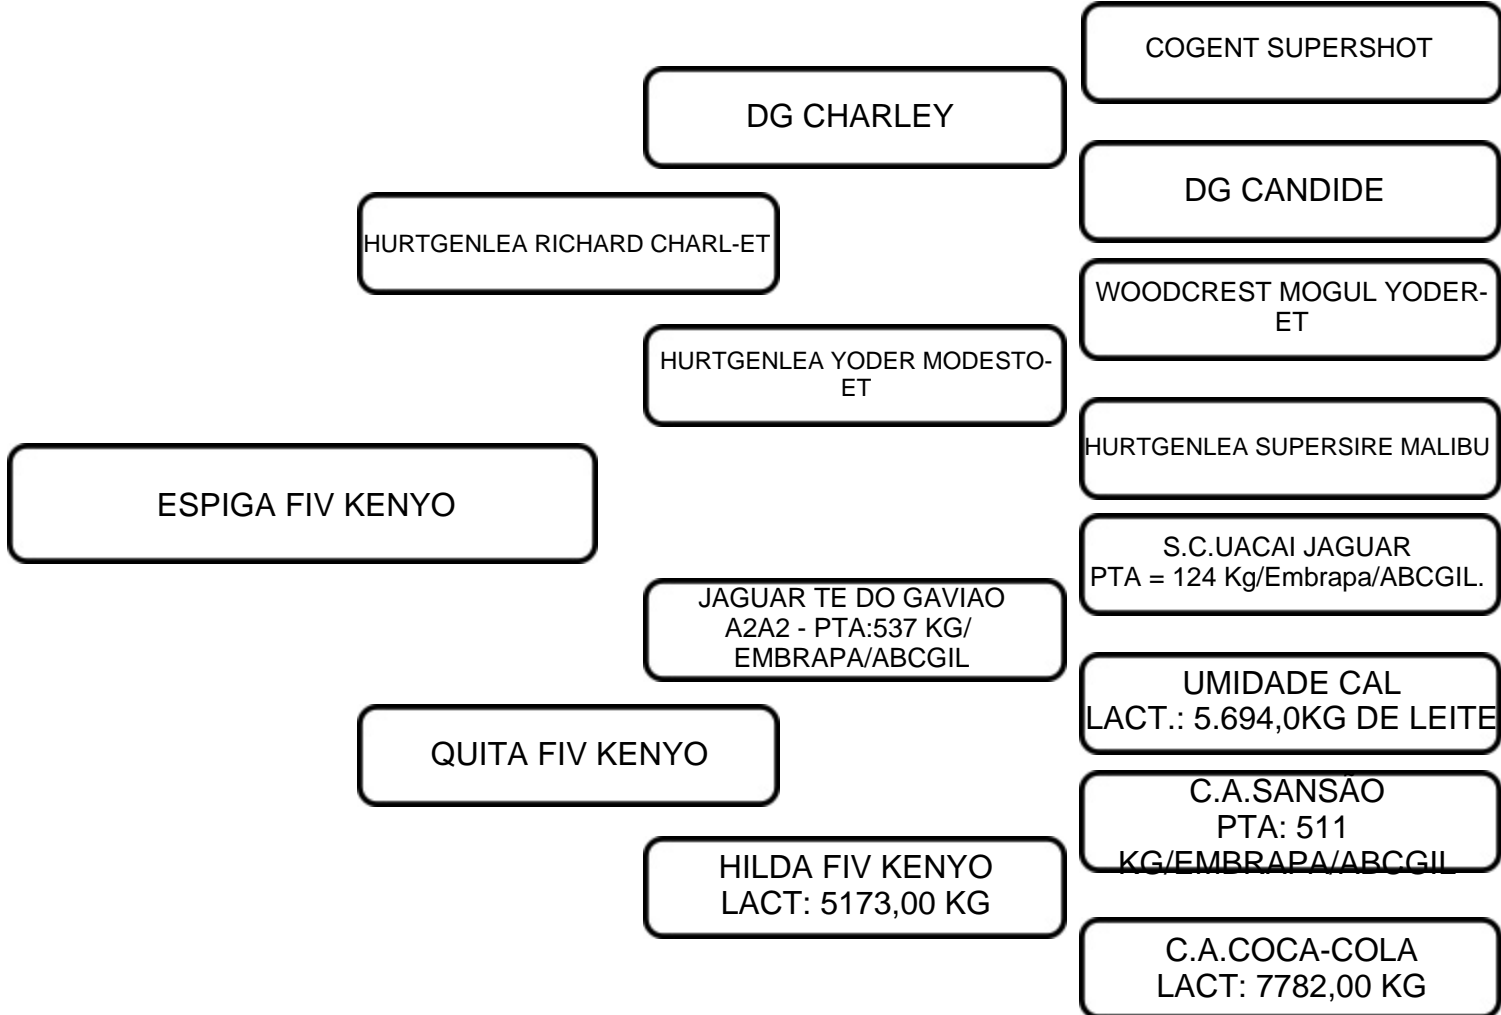 COGENT SUPERSHOT
DG CHARLEY
DG CANDIDE
HURTGENLEA RICHARD CHARL-ET
WOODCREST MOGUL YODER-
ET
HURTGENLEA YODER MODESTO-
ET
HURTGENLEA SUPERSIRE MALIBU
ESPIGA FIV KENYO
S.C.UACAI JAGUAR
PTA = 124 Kg/Embrapa/ABCGIL.
JAGUAR TE DO GAVIAO
A2A2 - PTA:537 KG/
EMBRAPA/ABCGIL
UMIDADE CAL
LACT.: 5.694,0KG DE LEITE
QUITA FIV KENYO
C.A.SANSÃO
PTA: 511
KG/EMBRAPA/ABCGIL
HILDA FIV KENYO
LACT: 5173,00 KG
C.A.COCA-COLA
LACT: 7782,00 KG